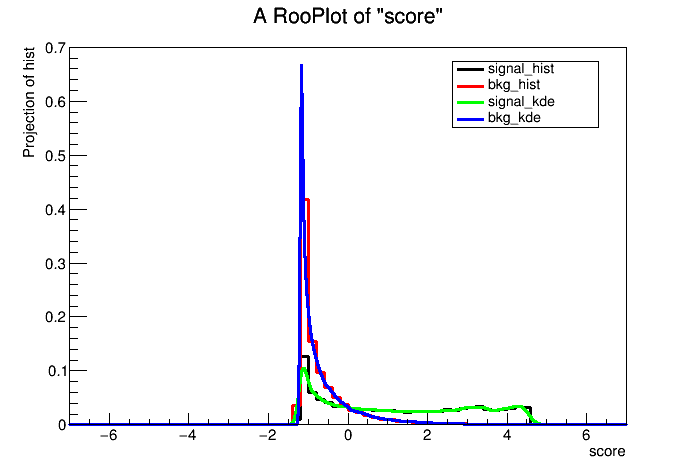 A RooPlot of "score"
Projection of hist
0.7
0.6
0.5
0.4
0.3
0.2
0.1
0
signal_hist
bkg_hist
signal_kde
bkg_kde
−6 −4 −2 0 2 4 6
score